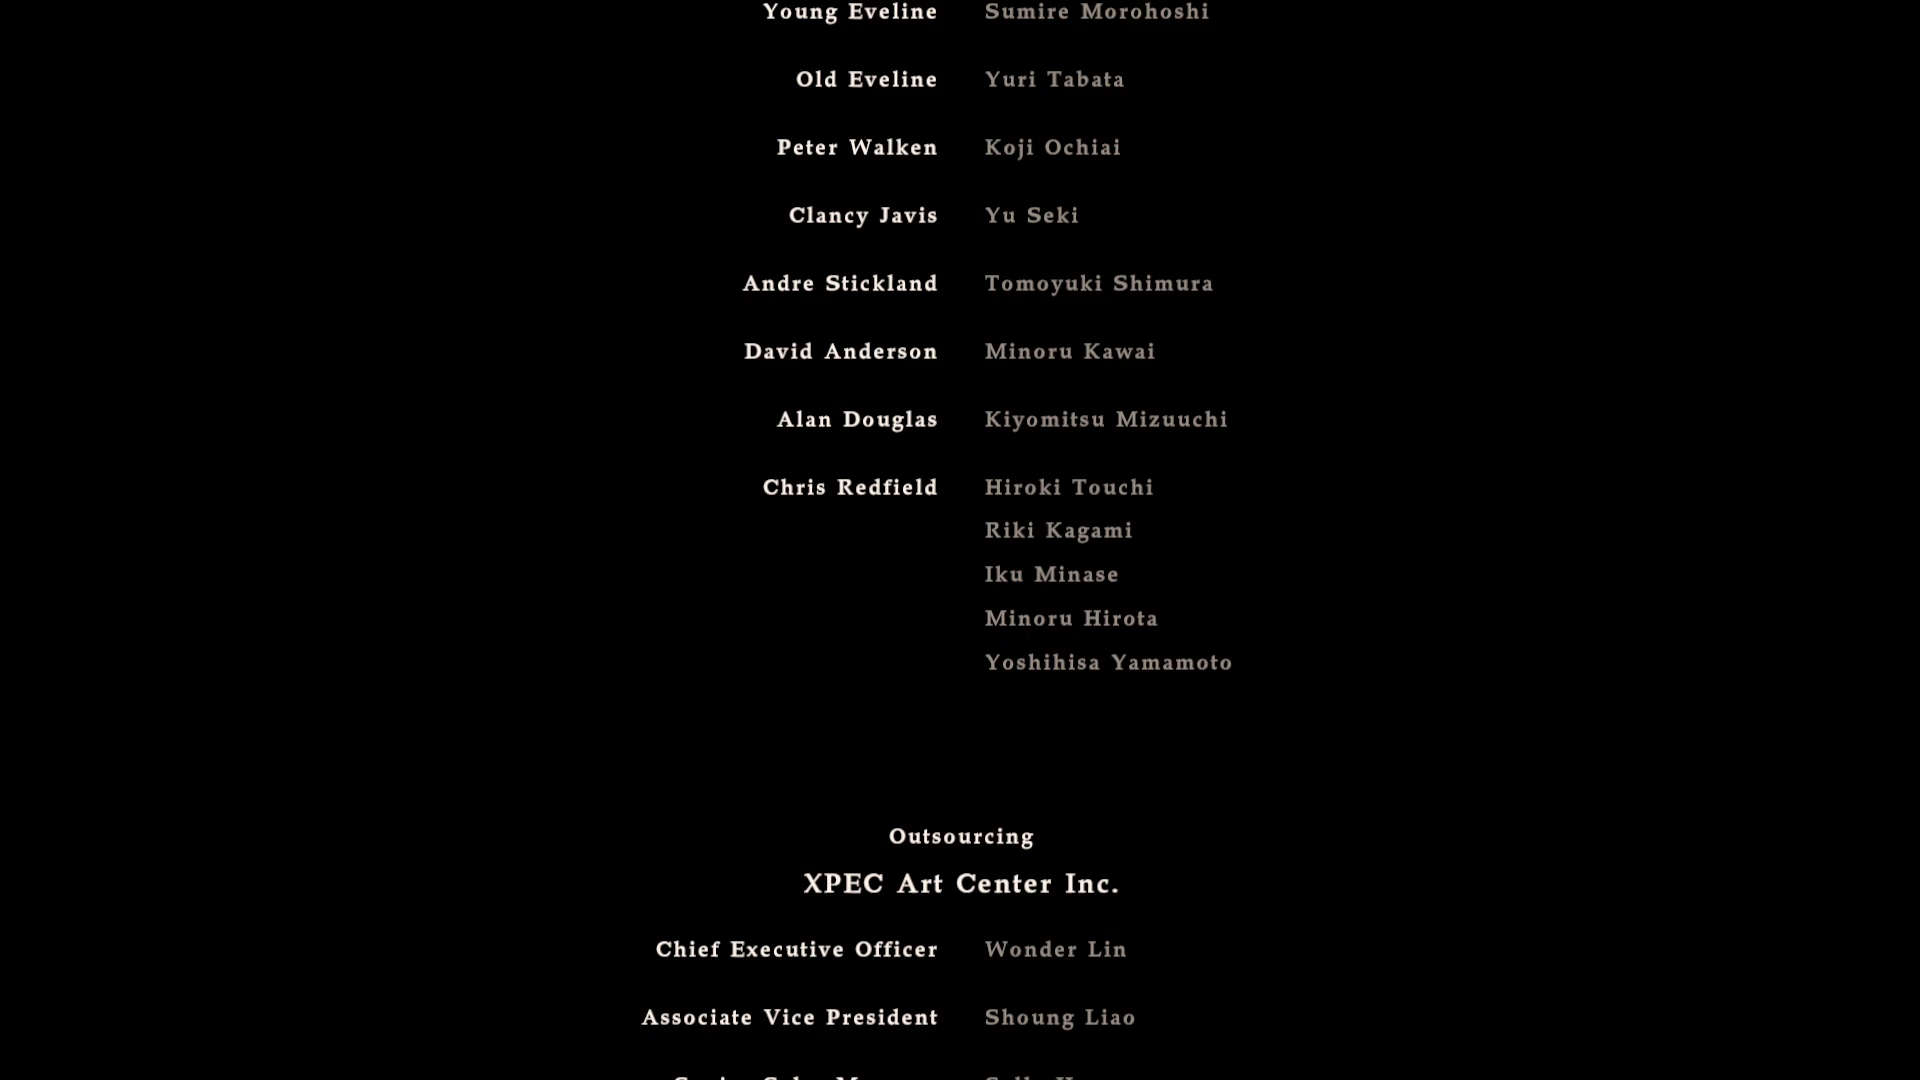 Young Eveline Sumire Morohoshi
Old Eveline Yuri Tabata
Peter Walken Koji Ochiai
Clancy Javis Yu Seki
Andre Stickland Tomoyuki Shimura
David Anderson Minoru Kawai
Alan Douglas Kiyomitsu Mizuuchi
Chris Redfield Hiroki Touchi
Riki Kagami
Iku Minase
Minoru Hirota
Yoshihisa Yamamoto
Outsourcing
XPEC Art Center Inc.
Chief Executive Officer Wonder Lin
Associate Vice President Shoung Liao